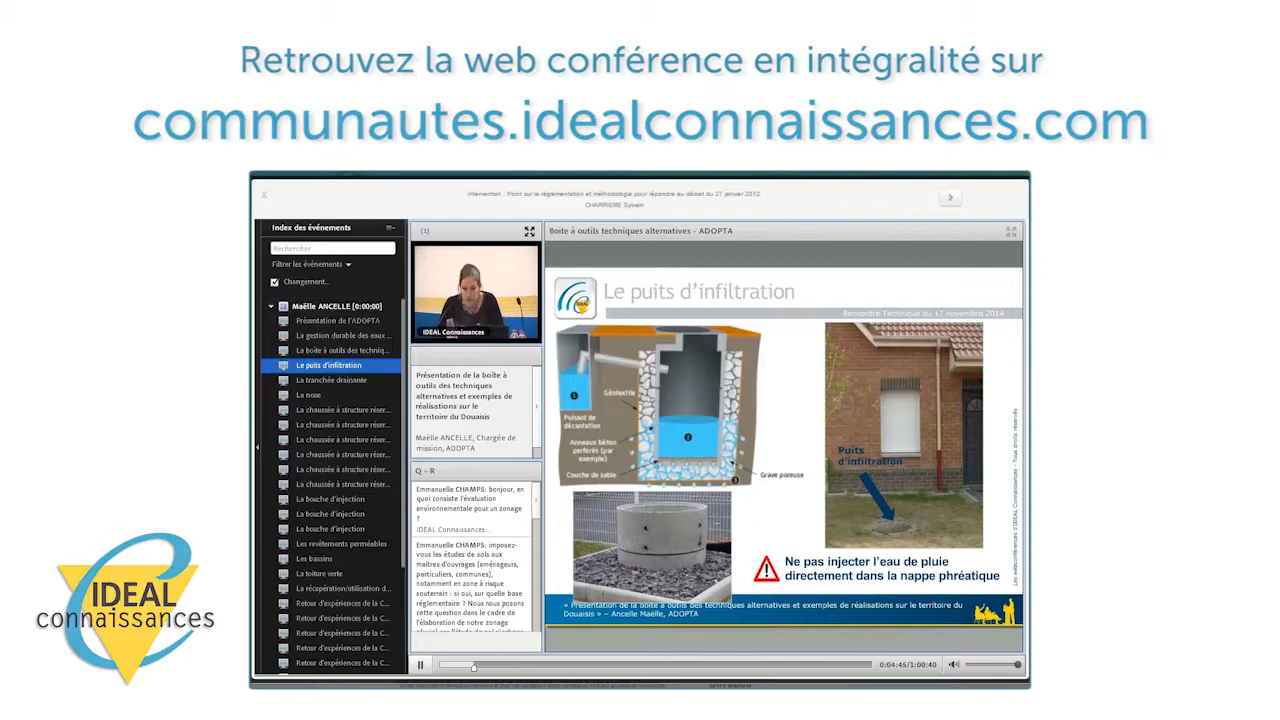 Retrouvez la web conférence en intégralité sur
communautes.idealconnaissances.com
X
Intervention : Point sur la réglementation et méthodologie pour répondre au décret du 27 janvier 2012
CHARRIERE Sylvain
Index des événements
Rechercher
Filtrer les événements
Changement...
Maëlle ANCELLE [0:00:00]
Présentation de l'ADOPTA
La gestion durable des eaux ...
La boîte à outils des techniq...
Le puits d'infiltration
La tranchée drainante
La noue
La chaussée à structure réser...
La chaussée à structure réser...
La chaussée à structure réser...
La chaussée à structure réser...
La chaussée à structure réser...
La chaussée à structure réser...
La bouche d'injection
La bouche d'injection
La bouche d'injection
Les revêtements perméables
Les bassins
La toiture verte
La récupération/utilisation d...
Retour d'expériences de la C...
Retour d'expériences de la C...
Retour d'expériences de la C...
Retour d'expériences de la C...
Retour d'expériences de la C...
(1)
IDEAL Connaissances
Présentation de la boîte à
outils des techniques
alternatives et exemples de
réalisations sur le
territoire du Douaisis
Maëlle ANCELLE, Chargée de
mission, ADOPTA
Q - R
Emmanuelle CHAMPS: bonjour, en
quoi consiste l'évaluation
environnementale pour un zonage
?
IDEAL Connaissances...
Emmanuelle CHAMPS: imposez-
vous les études de sols aux
maitres d'ouvrages (aménageurs,
particuliers, communes),
notamment en zone à risque
souterrain : si oui, sur quelle base
réglementaire ? Nous nous posons
cette question dans le cadre de
l'élaboration de notre zonage
Boite à outils techniques alternatives - ADOPTA
IDEAL
Le puits d'infiltration
Rencontre Technique du 17 novembre 2014
1
Géotextile
Puisard de
décantation
2
Anneaux béton
perforés (par
exemple)
Couche de sable
3
Grave poreuse
Puits
d'infiltration
Ne pas injecter l'eau de pluie
directement dans la nappe phréatique
Les webconférences d'IDEAL Connaissances - Tous droits réservés
« Présentation de la boîte à outils des techniques alternatives et exemples de réalisations sur le territoire du
Douaisis » – Ancelle Maëlle, ADOPTA
0:04:45/1:00:40
IDEAL
connaissances